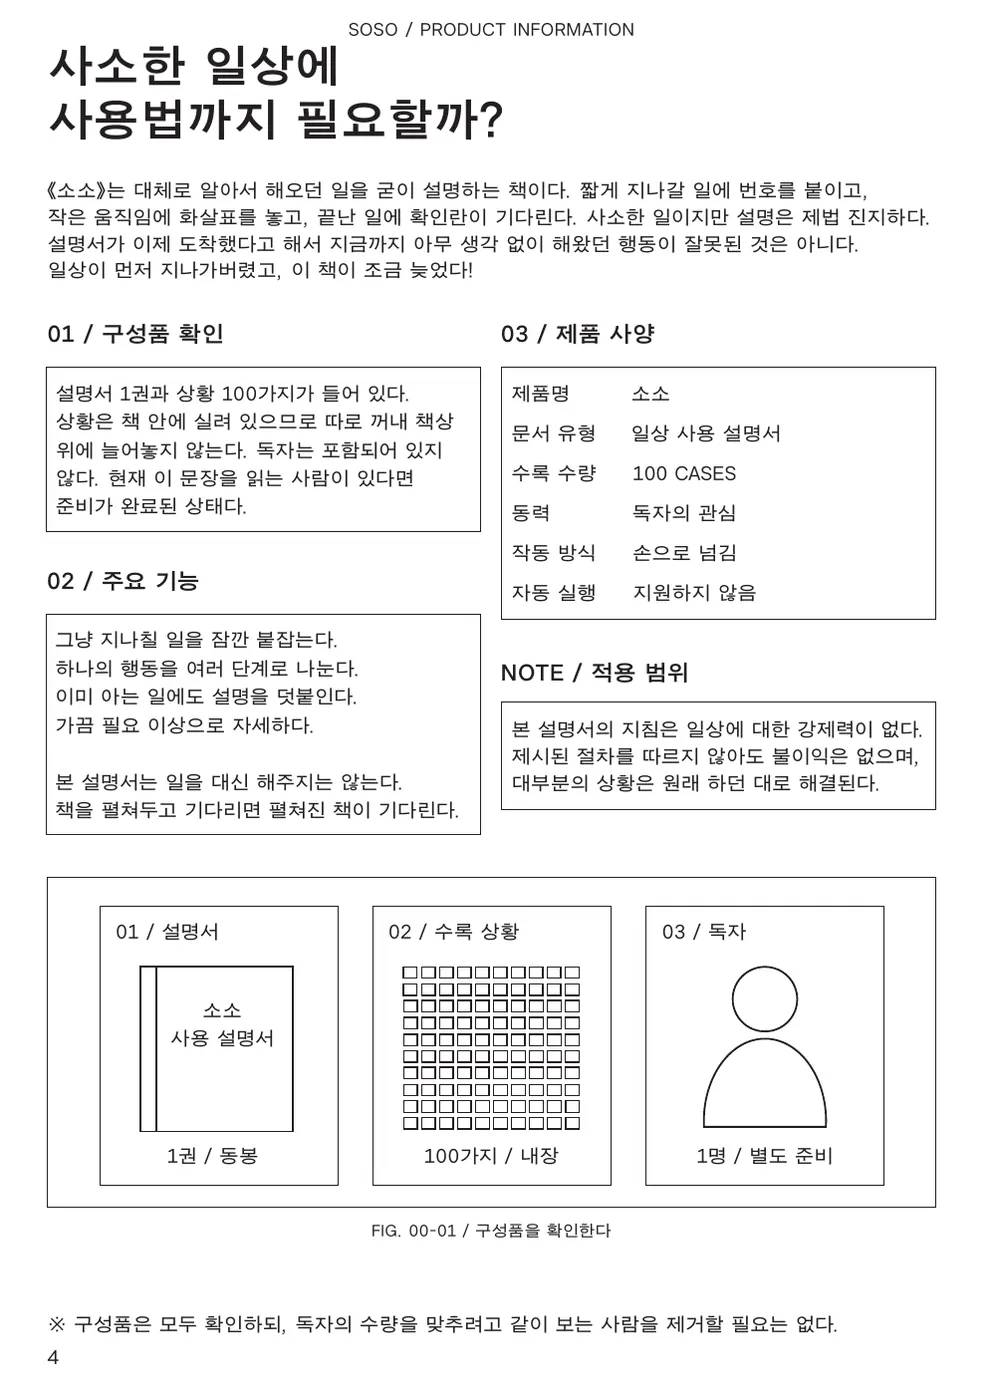 SOSO / PRODUCT INFORMATION
사소한 일상에
사용법까지 필요할까?
《소소》는 대체로 알아서 해오던 일을 굳이 설명하는 책이다. 짧게 지나갈 일에 번호를 붙이고,
작은 움직임에 화살표를 놓고, 끝난 일에 확인란이 기다린다. 사소한 일이지만 설명은 제법 진지하다.
설명서가 이제 도착했다고 해서 지금까지 아무 생각 없이 해왔던 행동이 잘못된 것은 아니다.
일상이 먼저 지나가버렸고, 이 책이 조금 늦었다!
01 / 구성품 확인
설명서 1권과 상황 100가지가 들어 있다.
상황은 책 안에 실려 있으므로 따로 꺼내 책상
위에 늘어놓지 않는다. 독자는 포함되어 있지
않다. 현재 이 문장을 읽는 사람이 있다면
준비가 완료된 상태다.
02 / 주요 기능
그냥 지나칠 일을 잠깐 붙잡는다.
하나의 행동을 여러 단계로 나눈다.
이미 아는 일에도 설명을 덧붙인다.
가끔 필요 이상으로 자세하다.
본 설명서는 일을 대신 해주지는 않는다.
책을 펼쳐두고 기다리면 펼쳐진 책이 기다린다.
03 / 제품 사양
제품명 소소
문서 유형 일상 사용 설명서
수록 수량 100 CASES
동력 독자의 관심
작동 방식 손으로 넘김
자동 실행 지원하지 않음
NOTE / 적용 범위
본 설명서의 지침은 일상에 대한 강제력이 없다.
제시된 절차를 따르지 않아도 불이익은 없으며,
대부분의 상황은 원래 하던 대로 해결된다.
01 / 설명서
소소
사용 설명서
1권 / 동봉
02 / 수록 상황
100가지 / 내장
03 / 독자
1명 / 별도 준비
FIG. 00-01 / 구성품을 확인한다
※ 구성품은 모두 확인하되, 독자의 수량을 맞추려고 같이 보는 사람을 제거할 필요는 없다.
4